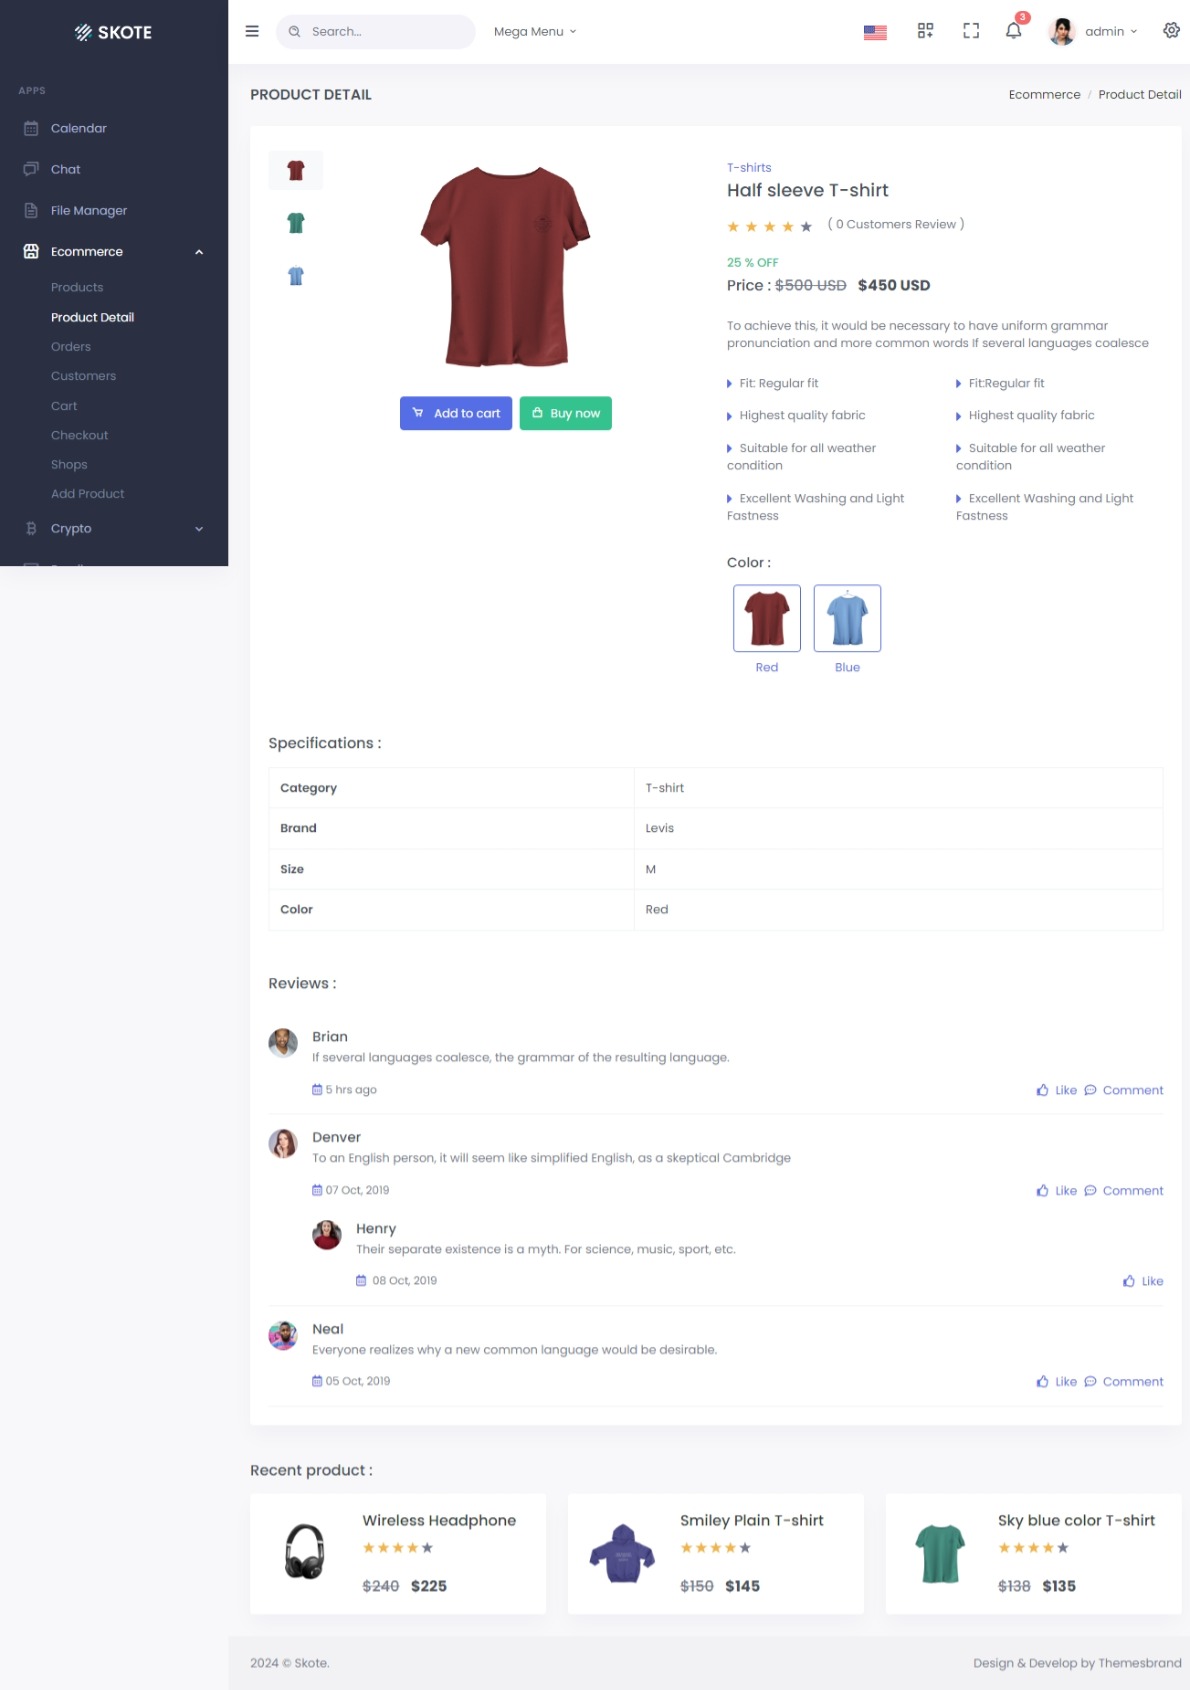 SKOTE
Search...
Mega Menu
3
admin
APPS
Calendar
Chat
File Manager
Ecommerce
Products
Product Detail
Orders
Customers
Cart
Checkout
Shops
Add Product
Crypto
PRODUCT DETAIL
Ecommerce / Product Detail
T-shirts
Half sleeve T-shirt
( 0 Customers Review )
25 % OFF
Price : $500 USD $450 USD
To achieve this, it would be necessary to have uniform grammar
pronunciation and more common words If several languages coalesce
Fit: Regular fit
Highest quality fabric
Suitable for all weather
condition
Excellent Washing and Light
Fastness
Fit:Regular fit
Highest quality fabric
Suitable for all weather
condition
Excellent Washing and Light
Fastness
Add to cart
Buy now
Color :
Red
Blue
Specifications :
Category T-shirt
Brand Levis
Size M
Color Red
Reviews :
Brian
If several languages coalesce, the grammar of the resulting language.
5 hrs ago
Like Comment
Denver
To an English person, it will seem like simplified English, as a skeptical Cambridge
07 Oct, 2019
Like Comment
Henry
Their separate existence is a myth. For science, music, sport, etc.
08 Oct, 2019
Like
Neal
Everyone realizes why a new common language would be desirable.
05 Oct, 2019
Like Comment
Recent product :
Wireless Headphone
$240 $225
Smiley Plain T-shirt
$150 $145
Sky blue color T-shirt
$138 $135
2024 © Skote.
Design & Develop by Themesbrand